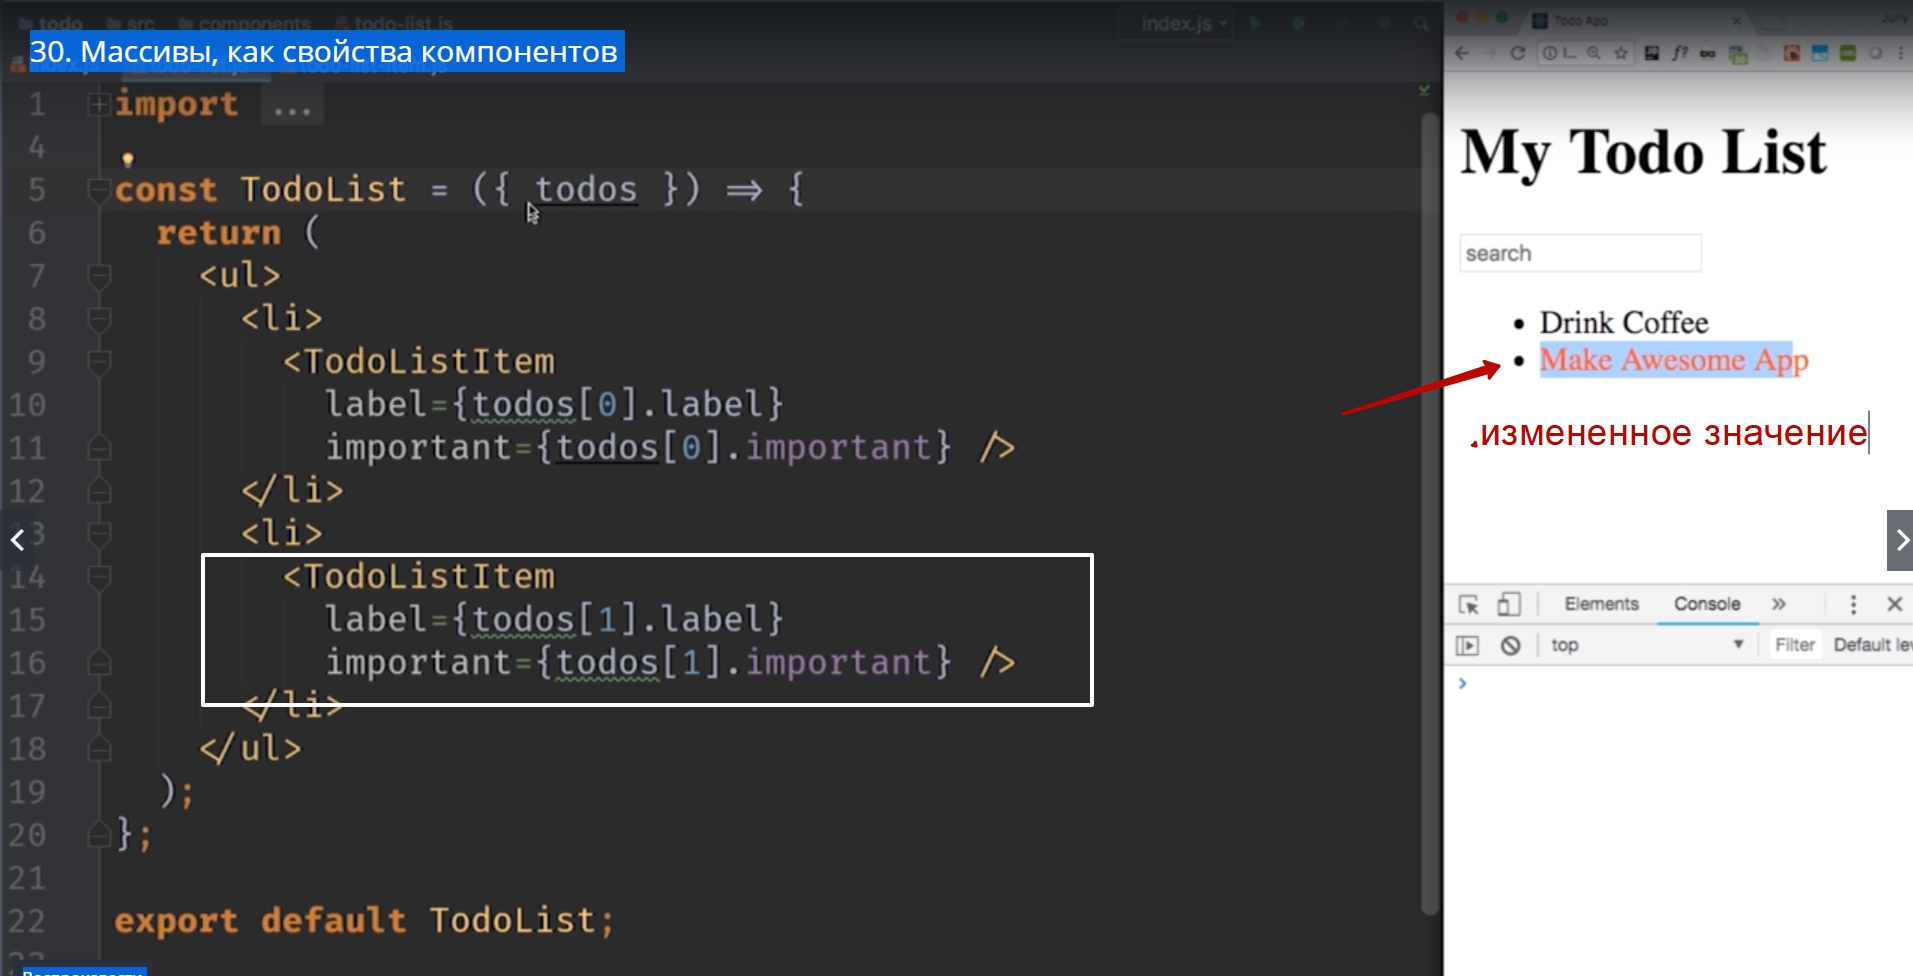 todo src components todo-list.js
index.js
30. Массивы, как свойства компонентов
1 import ...
4
5 const TodoList = ({ todos }) => {
6 return (
7 <ul>
8 <li>
9 <TodoListItem
10 label={todos[0].label}
11 important={todos[0].important} />
12 </li>
13 <li>
14 <TodoListItem
15 label={todos[1].label}
16 important={todos[1].important} />
17 </li>
18 </ul>
19 );
20 };
21
22 export default TodoList;
Todo App
My Todo List
search
• Drink Coffee
• Make Awesome App
измененное значение
Elements Console »
top Filter Default lev